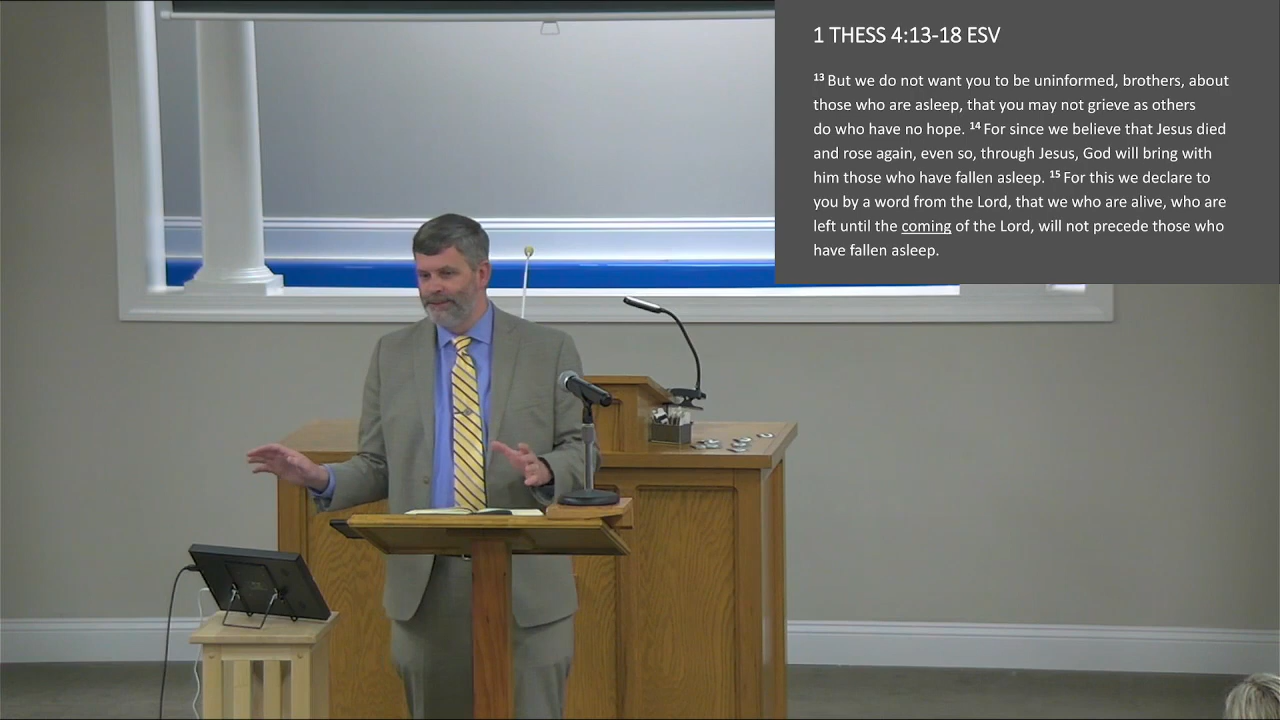 1 THESS 4:13-18 ESV
13 But we do not want you to be uninformed, brothers, about
those who are asleep, that you may not grieve as others
do who have no hope. 14 For since we believe that Jesus died
and rose again, even so, through Jesus, God will bring with
him those who have fallen asleep. 15 For this we declare to
you by a word from the Lord, that we who are alive, who are
left until the coming of the Lord, will not precede those who
have fallen asleep.